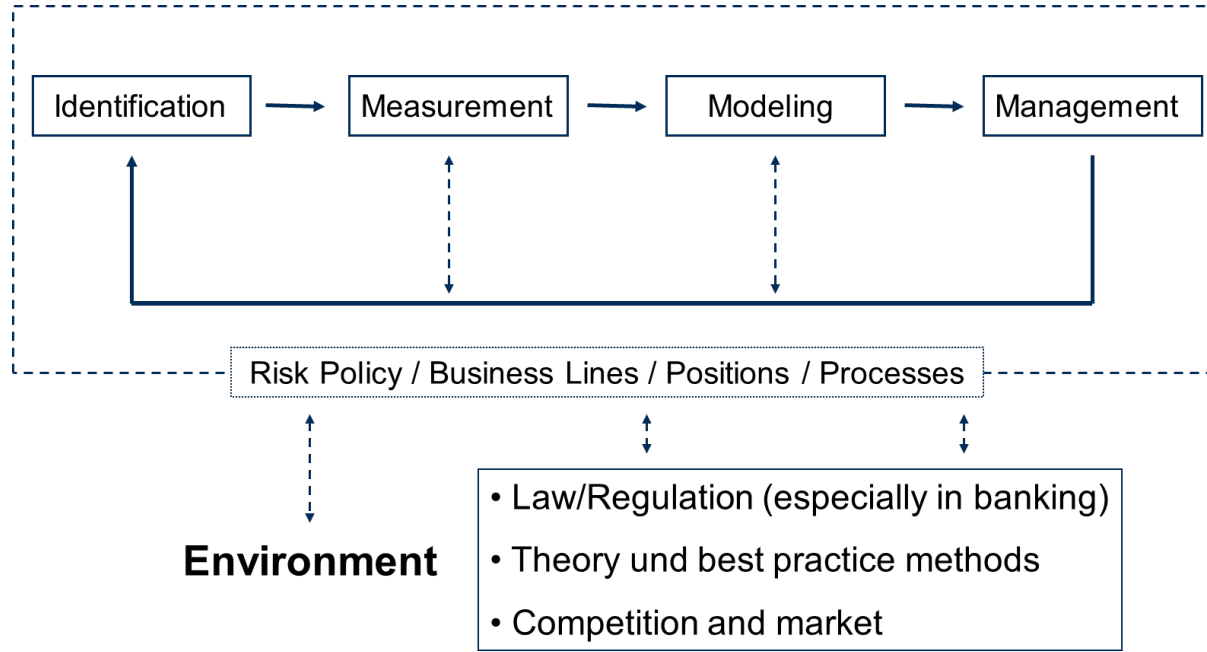 Identification
Measurement
Modeling
Management
Risk Policy / Business Lines / Positions / Processes
Environment
• Law/Regulation (especially in banking)
• Theory und best practice methods
• Competition and market